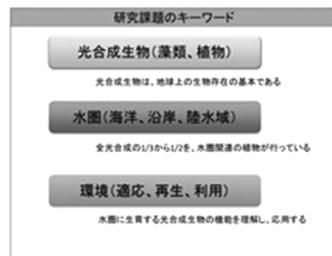 研究課題のキーワード
光合成生物(藻類、植物)
光合成生物は、地球上の生物存在の基本である
水圏(海洋、沿岸、陸水域)
全光合成の1/3から1/2を、水圏関連の植物が行っている
環境(適応、再生、利用)
水圏に生育する光合成生物の機能を理解し、応用する